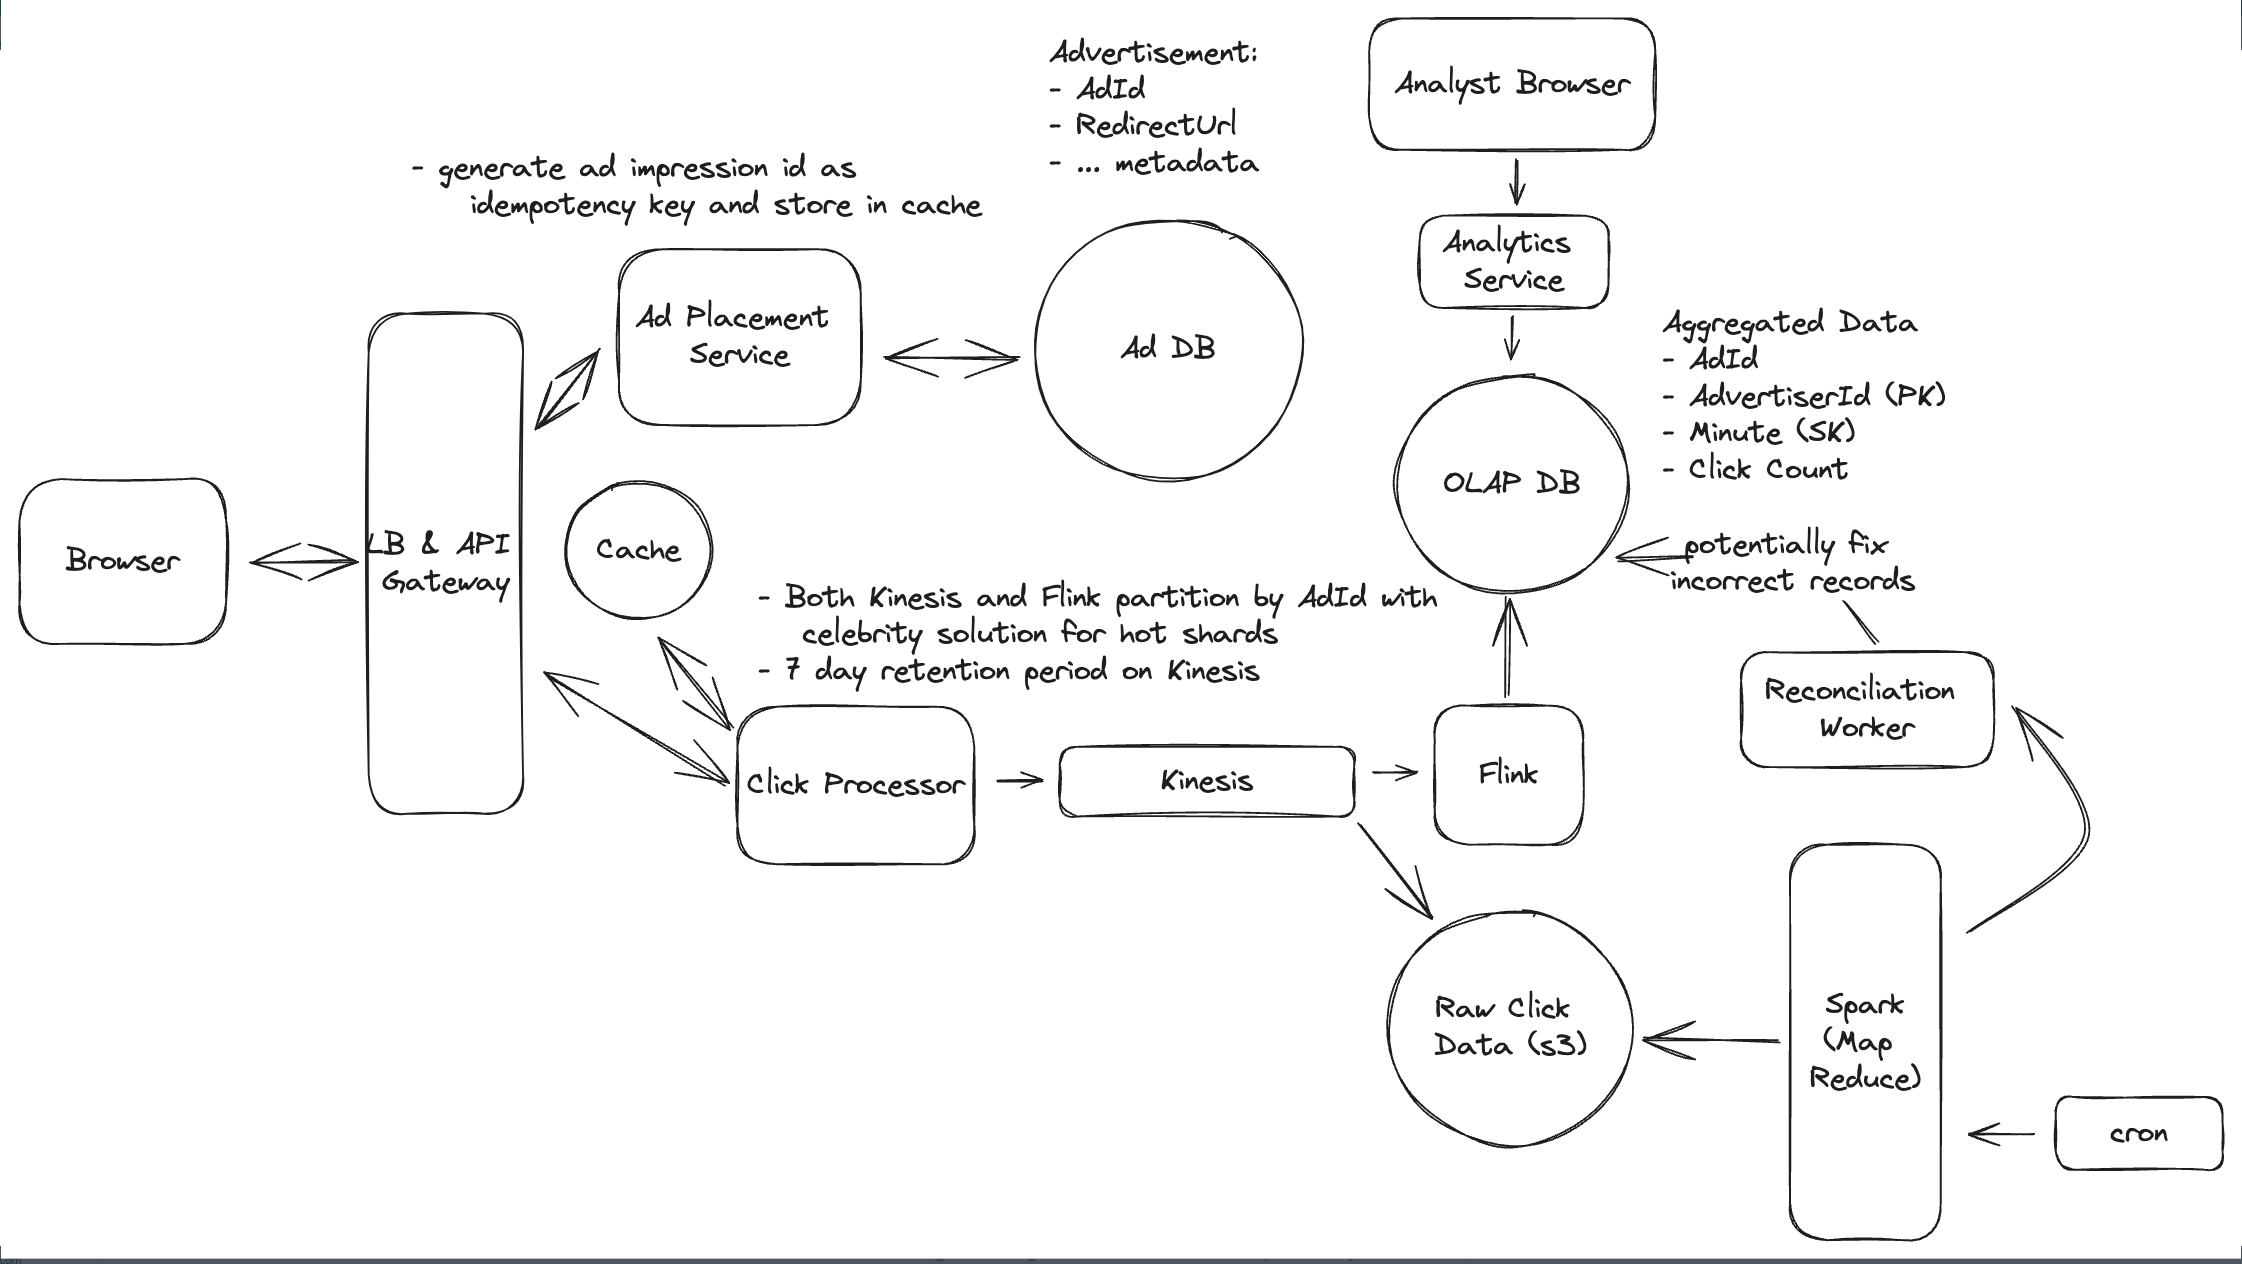 Advertisement:
- AdId
- RedirectUrl
- ... metadata
Analyst Browser
- generate ad impression id as
idempotency key and store in cache
Analytics
Service
Ad Placement
Service
Ad DB
Aggregated Data
- AdId
- AdvertiserId (PK)
- Minute (SK)
- Click Count
OLAP DB
Browser
LB & API
Gateway
Cache
potentially fix
incorrect records
- Both Kinesis and Flink partition by AdId with
celebrity solution for hot shards
- 7 day retention period on Kinesis
Reconciliation
Worker
Click Processor
Kinesis
Flink
Raw Click
Data (s3)
Spark
(Map
Reduce)
cron